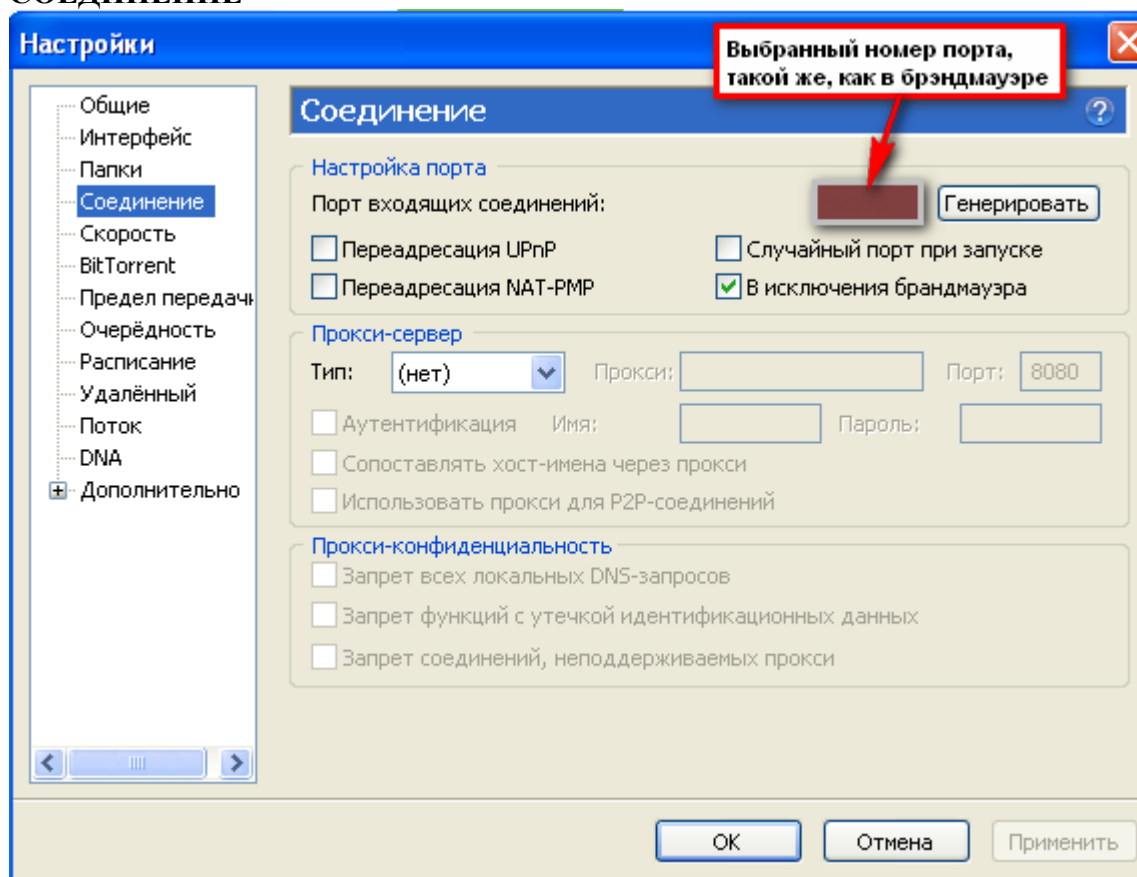 СОЕДИНЕНИЕ
Настройки
Выбранный номер порта,
такой же, как в брэндмауэре
Общие
Интерфейс
Папки
Соединение
Скорость
BitTorrent
Предел передачи
Очерёдность
Расписание
Удалённый
Поток
DNA
Дополнительно
Соединение
Настройка порта
Порт входящих соединений:
Генерировать
Переадресация UPnP
Случайный порт при запуске
Переадресация NAT-PMP
В исключения брандмауэра
Прокси-сервер
Тип: (нет) Прокси: Порт: 8080
Аутентификация Имя: Пароль:
Сопоставлять хост-имена через прокси
Использовать прокси для P2P-соединений
Прокси-конфиденциальность
Запрет всех локальных DNS-запросов
Запрет функций с утечкой идентификационных данных
Запрет соединений, неподдерживаемых прокси
ОК Отмена Применить